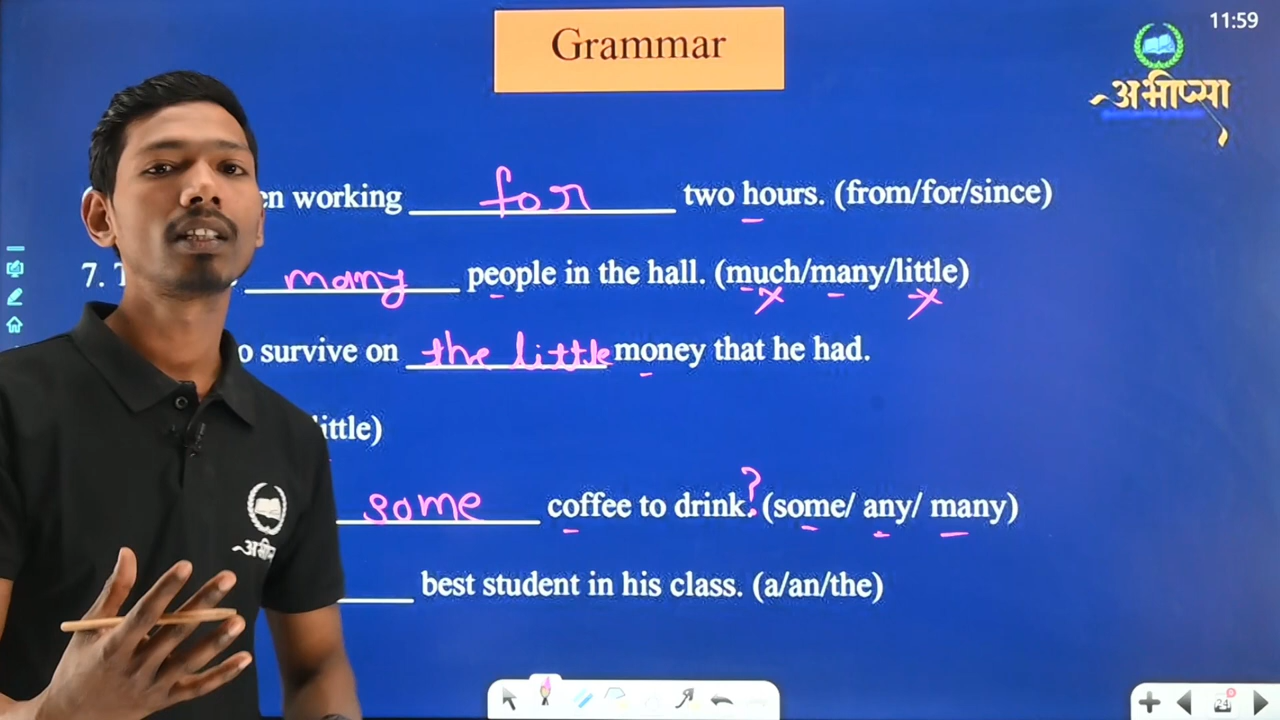 Grammar
11:59
अभीप्सा
en working for two hours. (from/for/since)
7. T many people in the hall. (much/many/little)
o survive on the little money that he had.
little)
some coffee to drink? (some/ any/ many)
best student in his class. (a/an/the)
24